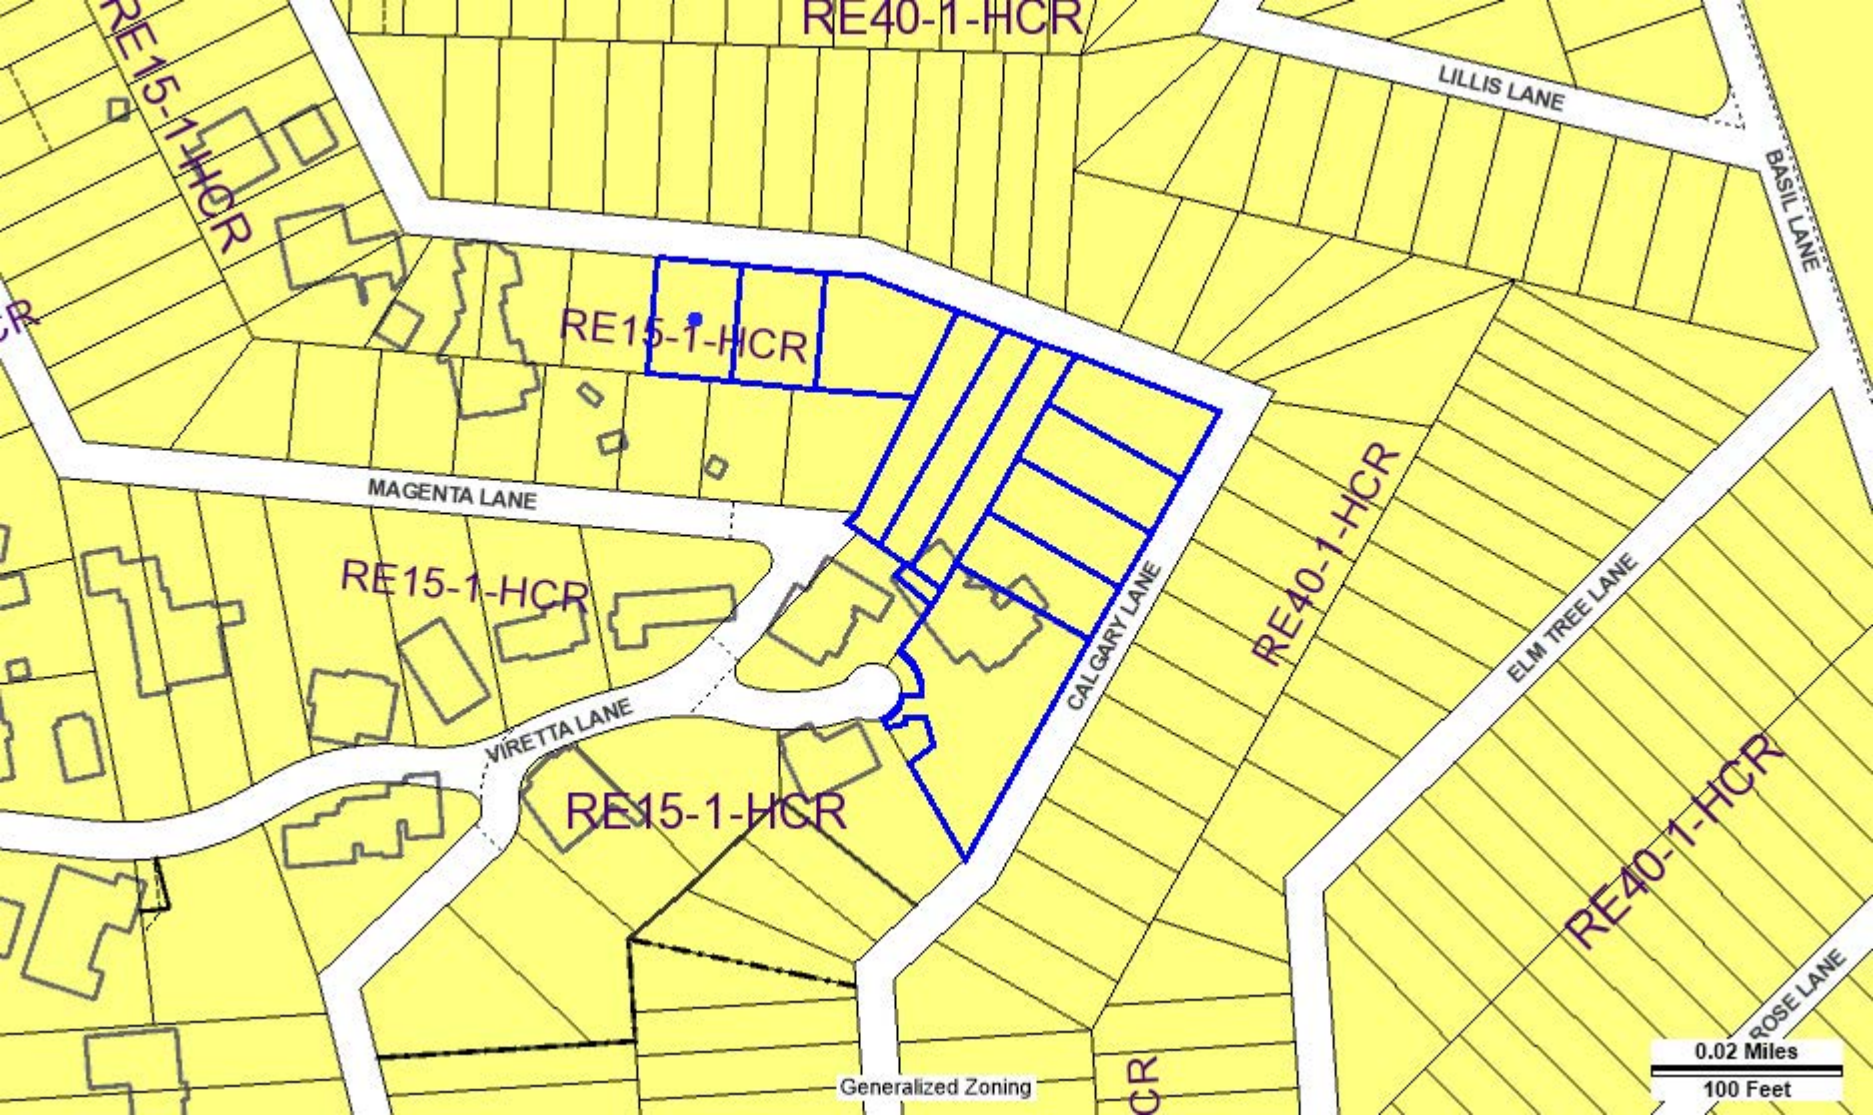 RE40-1-HCR
RE15-1-HCR
LILLIS LANE
BASIL LANE
CR
RE15-1-HCR
MAGENTA LANE
RE40-1-HCR
RE15-1-HCR
CALGARY LANE
ELM TREE LANE
VIRETTA LANE
RE15-1-HCR
RE40-1-HCR
ROSE LANE
0.02 Miles
100 Feet
Generalized Zoning
CR